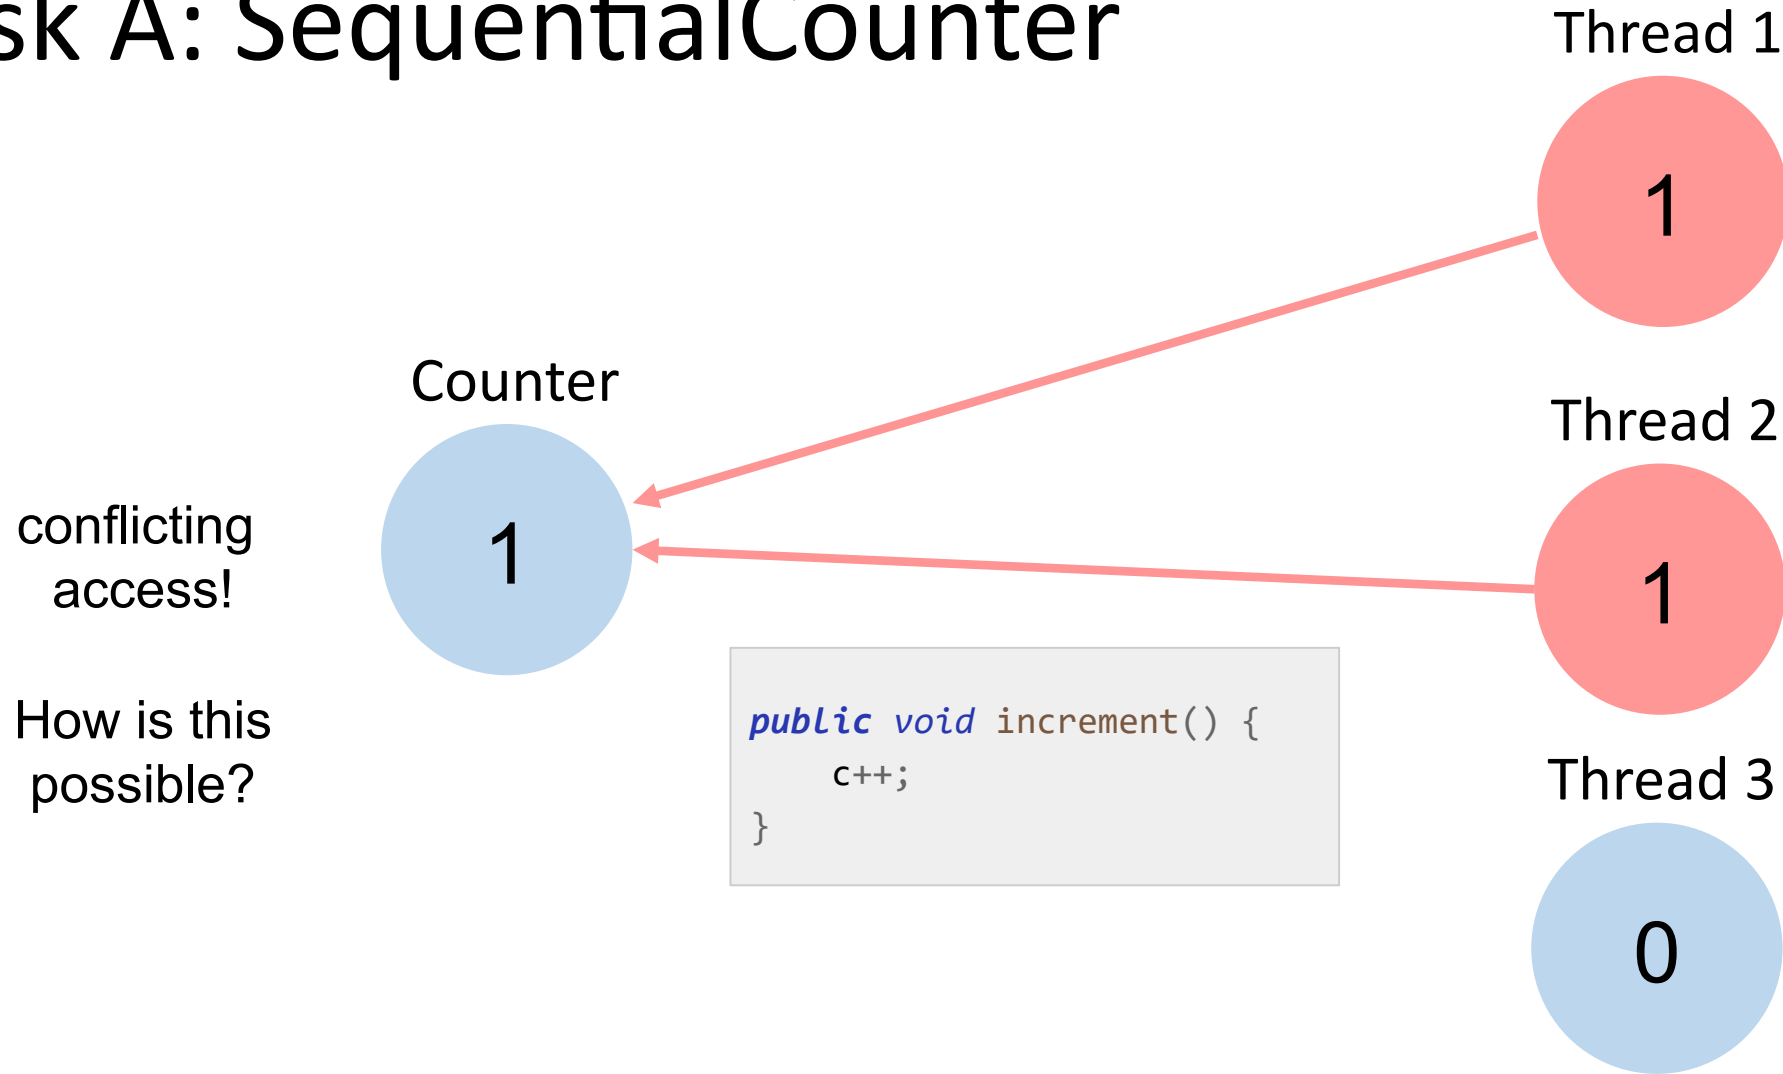 sk A: SequentialCounter
Thread 1
1
Counter
1
conflicting
access!
How is this
possible?
Thread 2
1
public void increment() {
c++;
}
Thread 3
0